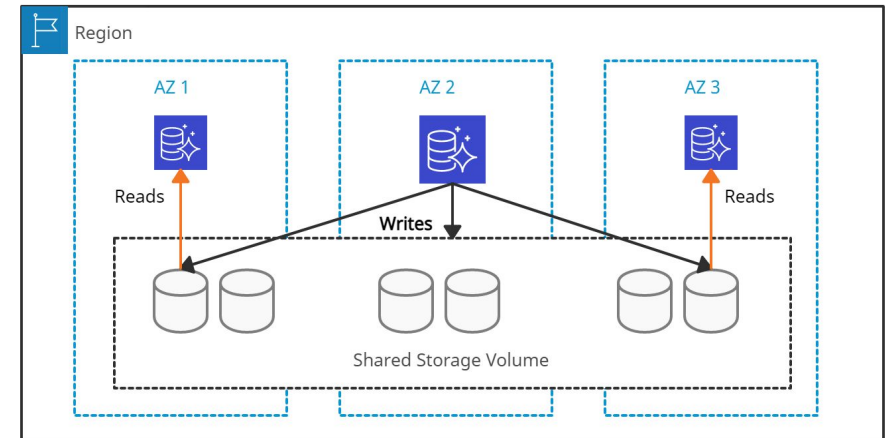 Region
AZ 1
AZ 2
AZ 3
Reads
Writes
Reads
Shared Storage Volume